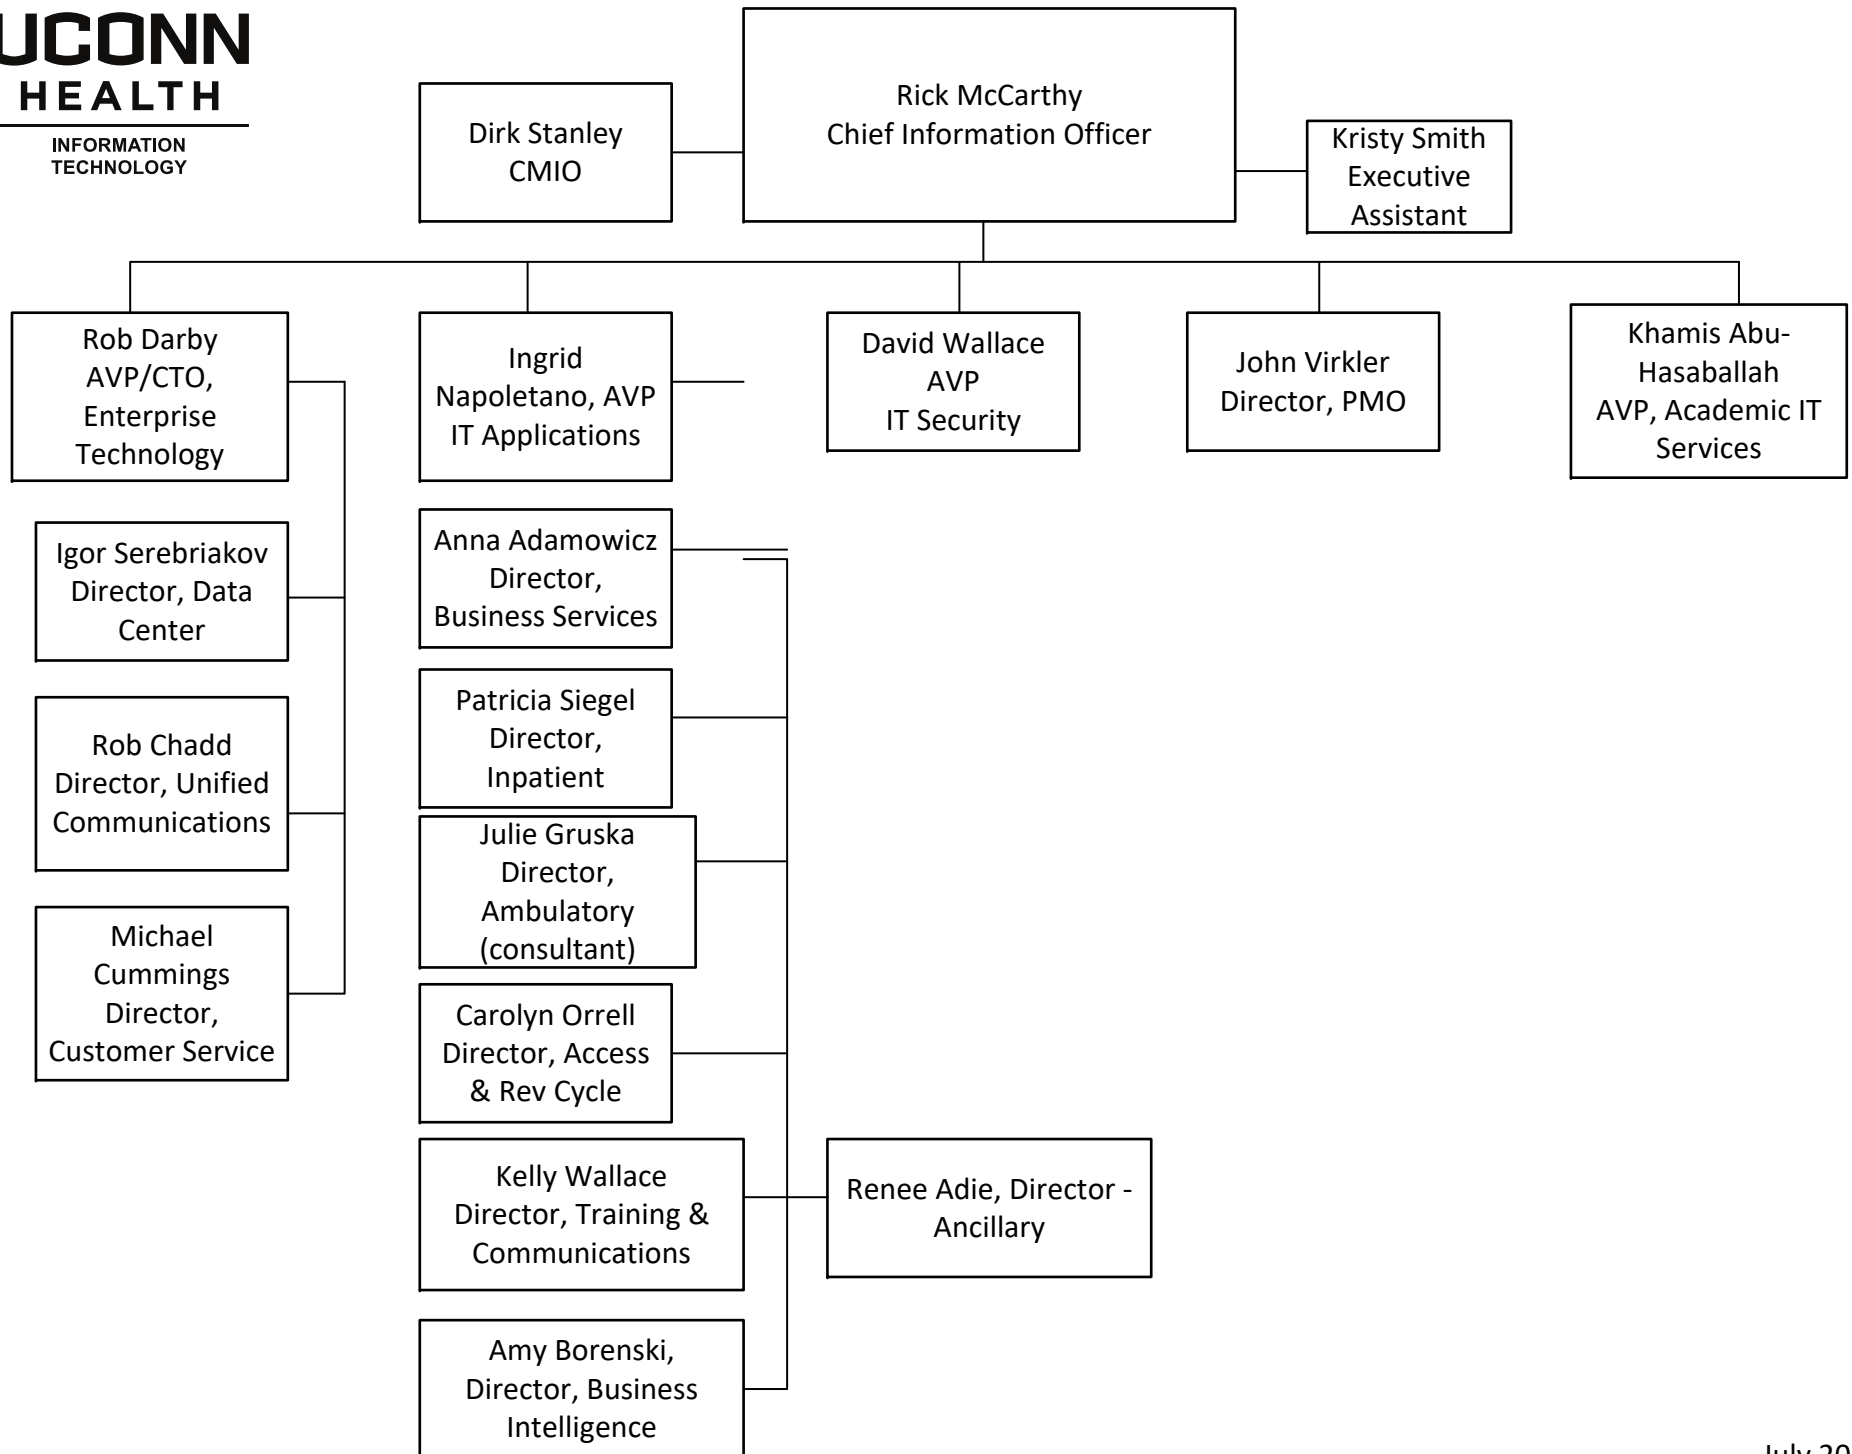 UCONN
HEALTH
INFORMATION
TECHNOLOGY
Rick McCarthy
Chief Information Officer
Dirk Stanley
CMIO
Kristy Smith
Executive
Assistant
Rob Darby
AVP/CTO,
Enterprise
Technology
Ingrid
Napoletano, AVP
IT Applications
David Wallace
AVP
IT Security
John Virkler
Director, PMO
Khamis Abu-
Hasaballah
AVP, Academic IT
Services
Igor Serebriakov
Director, Data
Center
Rob Chadd
Director, Unified
Communications
Michael
Cummings
Director,
Customer Service
Anna Adamowicz
Director,
Business Services
Patricia Siegel
Director,
Inpatient
Julie Gruska
Director,
Ambulatory
(consultant)
Carolyn Orrell
Director, Access
& Rev Cycle
Kelly Wallace
Director, Training &
Communications
Renee Adie, Director -
Ancillary
Amy Borenski,
Director, Business
Intelligence
July 20